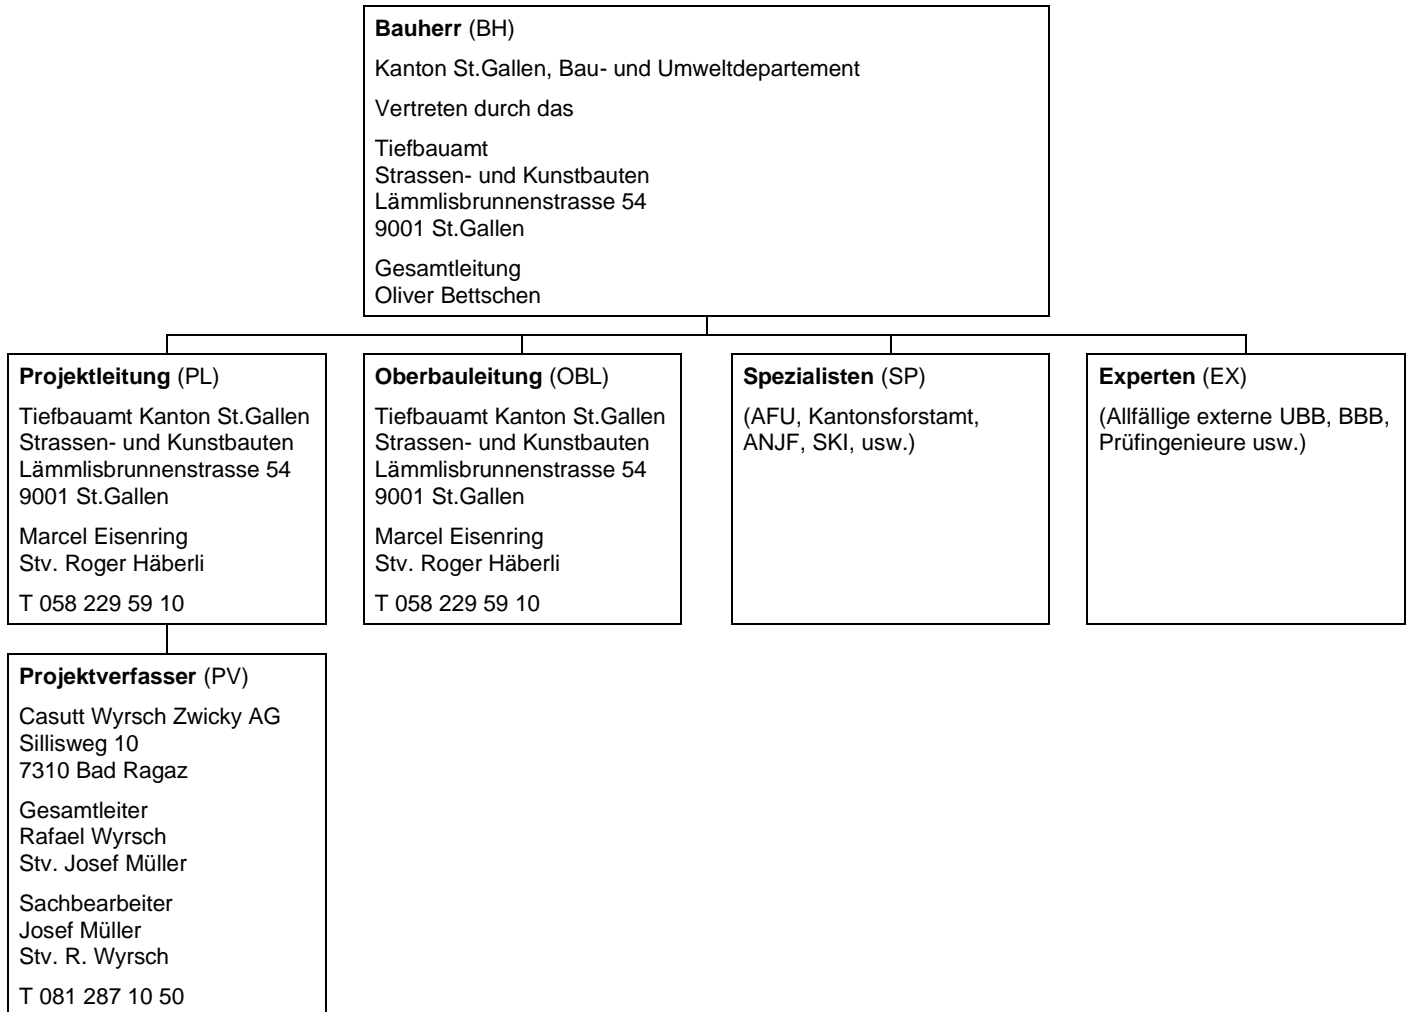 Bauherr (BH)
Kanton St.Gallen, Bau- und Umweltdepartement
Vertreten durch das
Tiefbauamt
Strassen- und Kunstbauten
Lämmlisbrunnenstrasse 54
9001 St.Gallen
Gesamtleitung
Oliver Bettschen
Projektleitung (PL)
Tiefbauamt Kanton St.Gallen
Strassen- und Kunstbauten
Lämmlisbrunnenstrasse 54
9001 St.Gallen
Marcel Eisenring
Stv. Roger Häberli
T 058 229 59 10
Oberbauleitung (OBL)
Tiefbauamt Kanton St.Gallen
Strassen- und Kunstbauten
Lämmlisbrunnenstrasse 54
9001 St.Gallen
Marcel Eisenring
Stv. Roger Häberli
T 058 229 59 10
Spezialisten (SP)
(AFU, Kantonsforstamt,
ANJF, SKI, usw.)
Experten (EX)
(Allfällige externe UBB, BBB,
Prüfingenieure usw.)
Projektverfasser (PV)
Casutt Wyrsch Zwicky AG
Sillisweg 10
7310 Bad Ragaz
Gesamtleiter
Rafael Wyrsch
Stv. Josef Müller
Sachbearbeiter
Josef Müller
Stv. R. Wyrsch
T 081 287 10 50